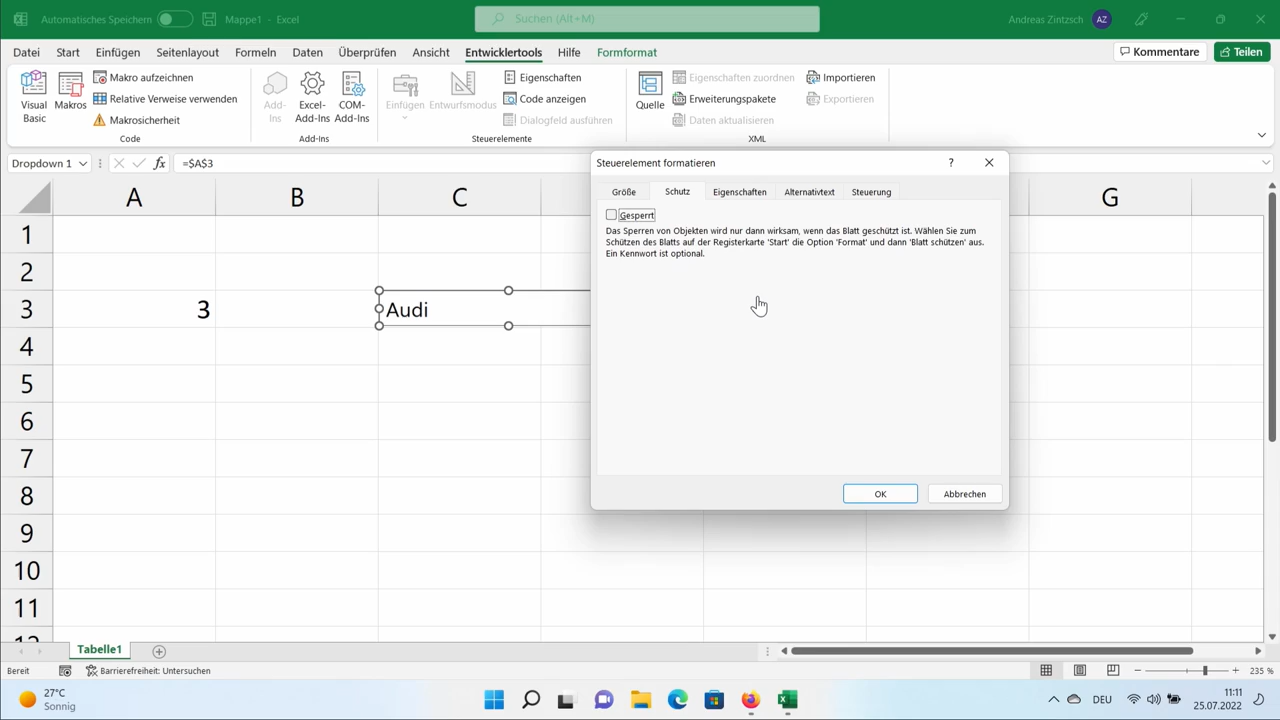 Automatisches Speichern
Mappe1 - Excel
Suchen (Alt+M)
Andreas Zintzsch
AZ
Datei
Start
Einfügen
Seitenlayout
Formeln
Daten
Überprüfen
Ansicht
Entwicklertools
Hilfe
Formformat
Kommentare
Teilen
Visual
Basic
Makros
Makro aufzeichnen
Relative Verweise verwenden
Makrosicherheit
Code
Add-
Ins
Excel-
Add-Ins
COM-
Add-Ins
Add-Ins
Einfügen
Entwurfsmodus
Eigenschaften
Code anzeigen
Dialogfeld ausführen
Steuerelemente
Quelle
Eigenschaften zuordnen
Erweiterungspakete
Daten aktualisieren
Importieren
Exportieren
XML
Dropdown 1
fx
=$A$3
Steuerelement formatieren
?
Größe
Schutz
Eigenschaften
Alternativtext
Steuerung
Gesperrt
Das Sperren von Objekten wird nur dann wirksam, wenn das Blatt geschützt ist. Wählen Sie zum
Schützen des Blatts auf der Registerkarte 'Start' die Option 'Format' und dann 'Blatt schützen' aus.
Ein Kennwort ist optional.
OK
Abbrechen
A
B
C
G
1
2
3
3
Audi
4
5
6
7
8
9
10
11
12
Tabelle1
Bereit
Barrierefreiheit: Untersuchen
235 %
27°C
Sonnig
DEU
11:11
25.07.2022